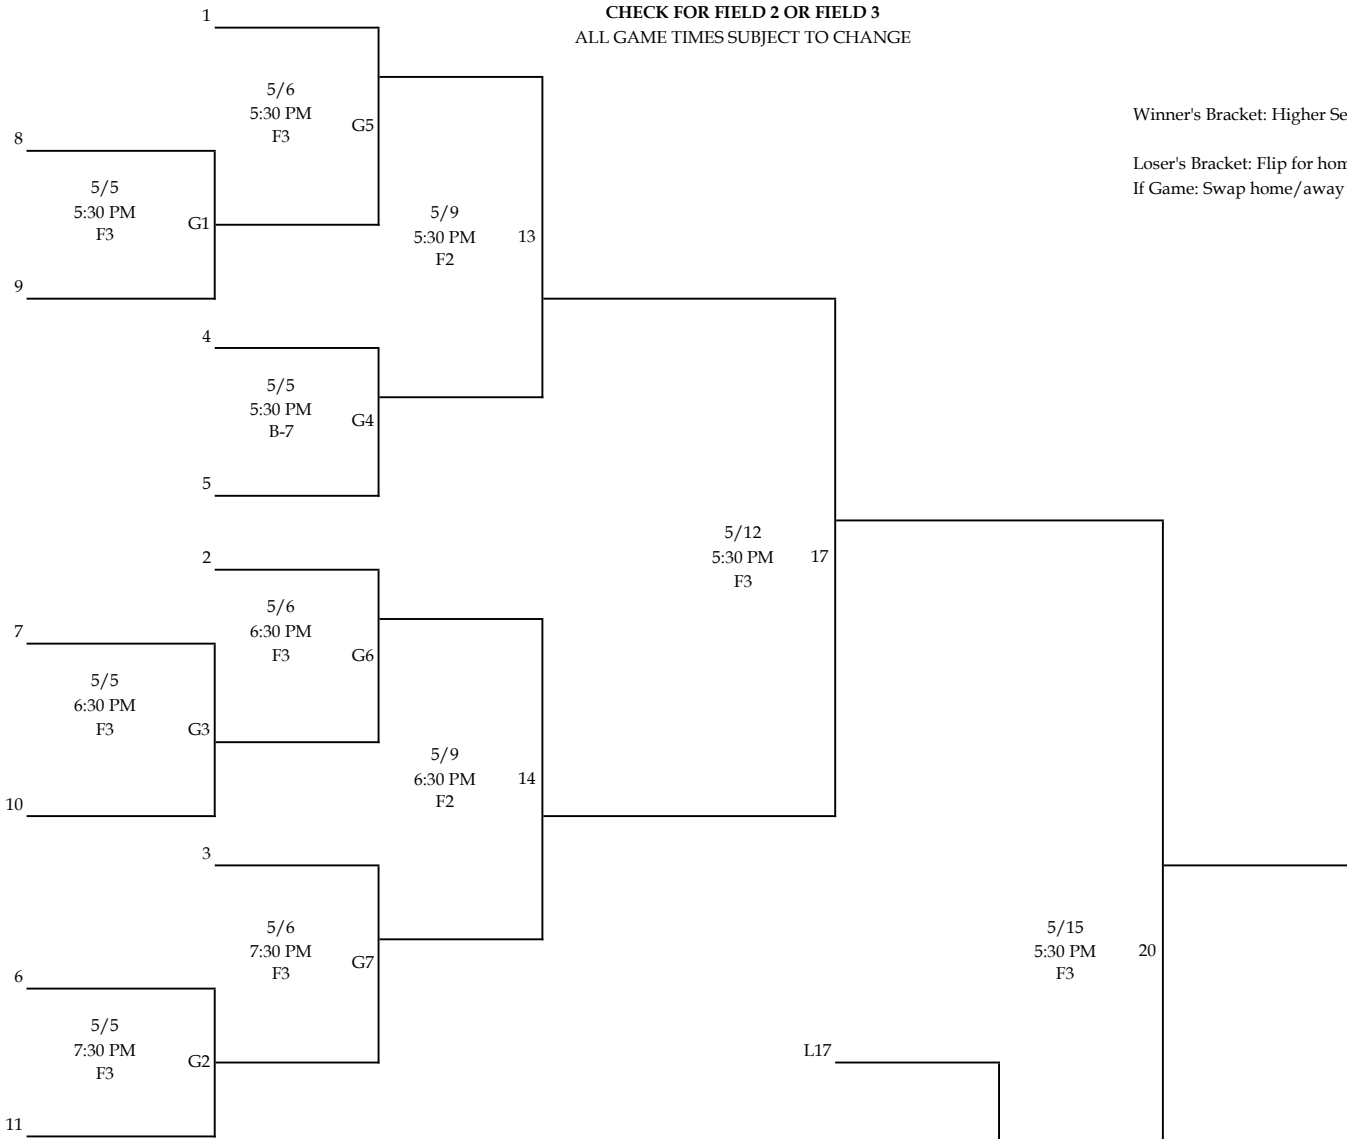 CHECK FOR FIELD 2 OR FIELD 3
ALL GAME TIMES SUBJECT TO CHANGE
Winner's Bracket: Higher Se
Loser's Bracket: Flip for hom
If Game: Swap home/away
1
5/6
5:30 PM
F3
G5
8
5/5
5:30 PM
F3
G1
9
5/9
5:30 PM
F2
13
4
5/5
5:30 PM
B-7
G4
5
5/12
5:30 PM
F3
17
2
5/6
6:30 PM
F3
G6
7
5/5
6:30 PM
F3
G3
10
5/9
6:30 PM
F2
14
3
5/6
7:30 PM
F3
G7
6
5/5
7:30 PM
F3
G2
11
5/15
5:30 PM
F3
20
L17